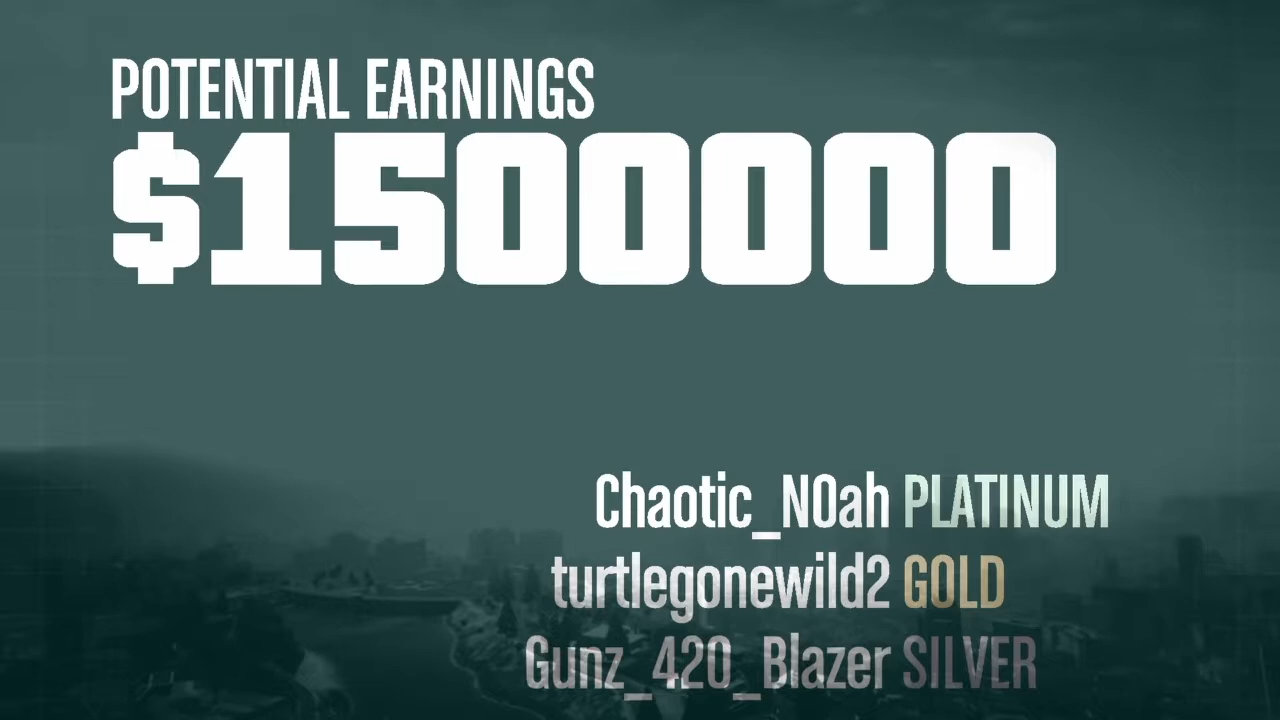 POTENTIAL EARNINGS
$1500000
Chaotic_N0ah PLATINUM
turtlegonewild2 GOLD
Gunz_420_Blazer SILVER